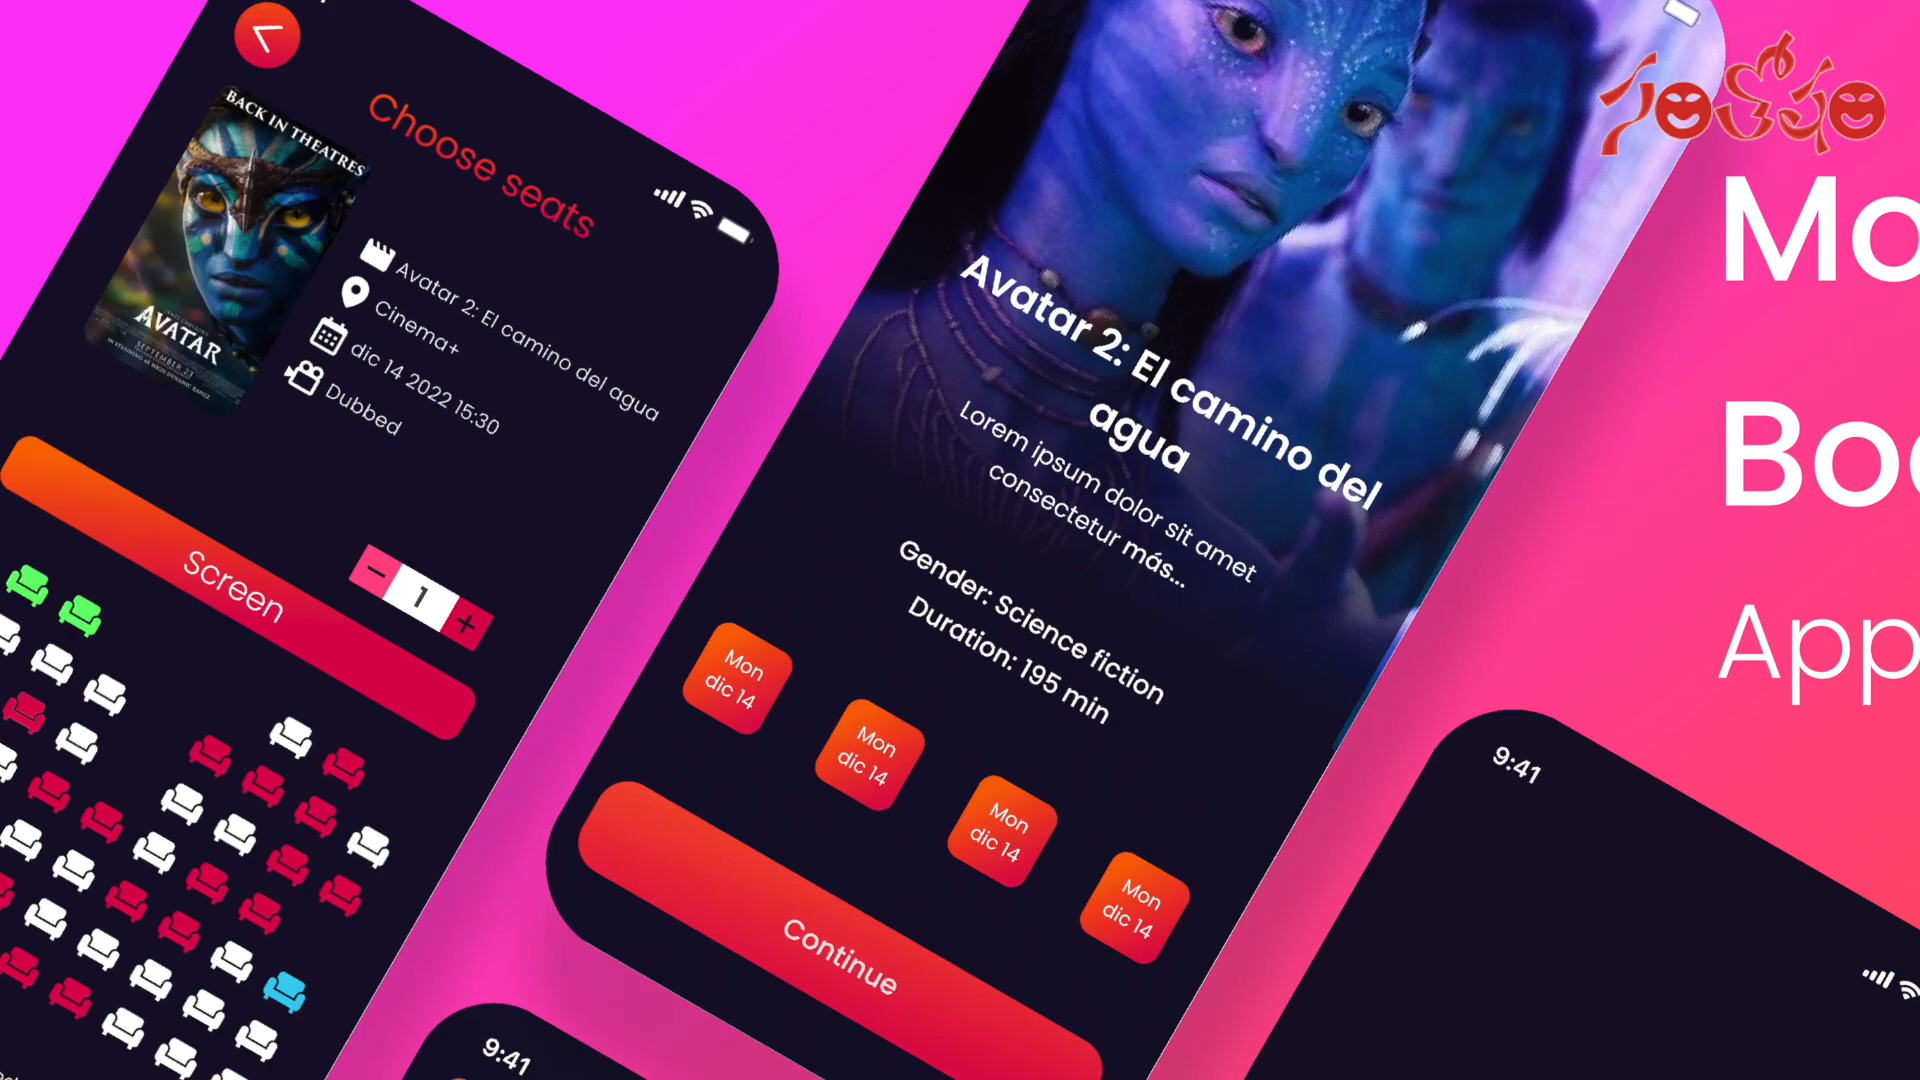 Choose seats
BACK IN THEATRES
AVATAR
SEPTEMBER 23
Avatar 2: El camino del agua
Cinema+
dic 14 2022 15:30
Dubbed
Screen
− 1 +
Avatar 2: El camino del
agua
Lorem ipsum dolor sit amet
consectetur más...
Gender: Science fiction
Duration: 195 min
Mon
dic 14
Mon
dic 14
Mon
dic 14
Mon
dic 14
Continue
9:41
9:41
Mo
Boo
App